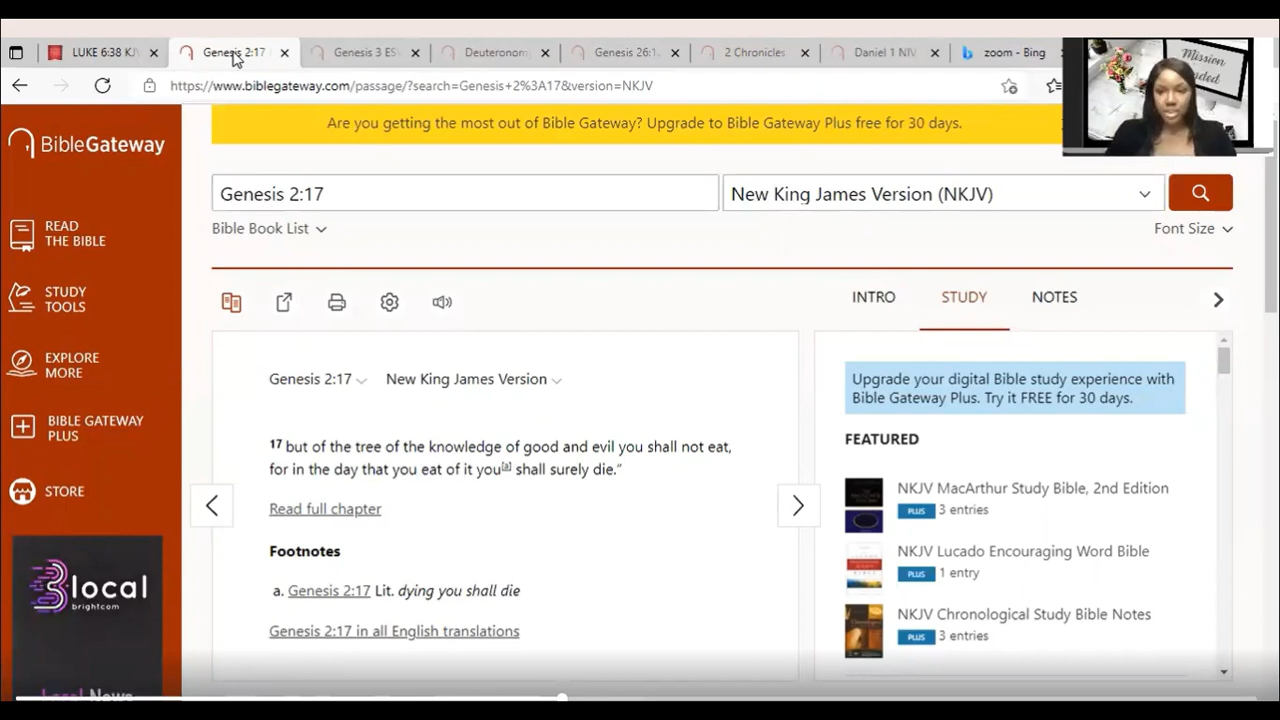 LUKE 6:38 KJV
Genesis 2:17
Genesis 3 ES
Deuteronom
Genesis 26:1
2 Chronicles
Daniel 1 NIV
zoom - Bing
https://www.biblegateway.com/passage/?search=Genesis+2%3A17&version=NKJV
Mission
BibleGateway
Are you getting the most out of Bible Gateway? Upgrade to Bible Gateway Plus free for 30 days.
Genesis 2:17
New King James Version (NKJV)
Bible Book List
Font Size
READ
THE BIBLE
STUDY
TOOLS
EXPLORE
MORE
BIBLE GATEWAY
PLUS
STORE
local
brightcom
INTRO
STUDY
NOTES
Genesis 2:17
New King James Version
17 but of the tree of the knowledge of good and evil you shall not eat,
for in the day that you eat of it you[a] shall surely die.”
Read full chapter
Footnotes
a. Genesis 2:17 Lit. dying you shall die
Genesis 2:17 in all English translations
Upgrade your digital Bible study experience with
Bible Gateway Plus. Try it FREE for 30 days.
FEATURED
NKJV MacArthur Study Bible, 2nd Edition
PLUS 3 entries
NKJV Lucado Encouraging Word Bible
PLUS 1 entry
NKJV Chronological Study Bible Notes
PLUS 3 entries